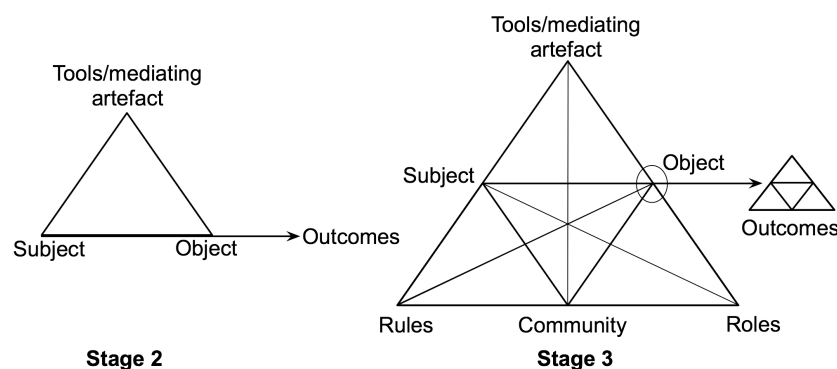 Tools/mediating
artefact
Subject
Object
Outcomes
Stage 2
Tools/mediating
artefact
Subject
Object
Outcomes
Rules
Community
Roles
Stage 3